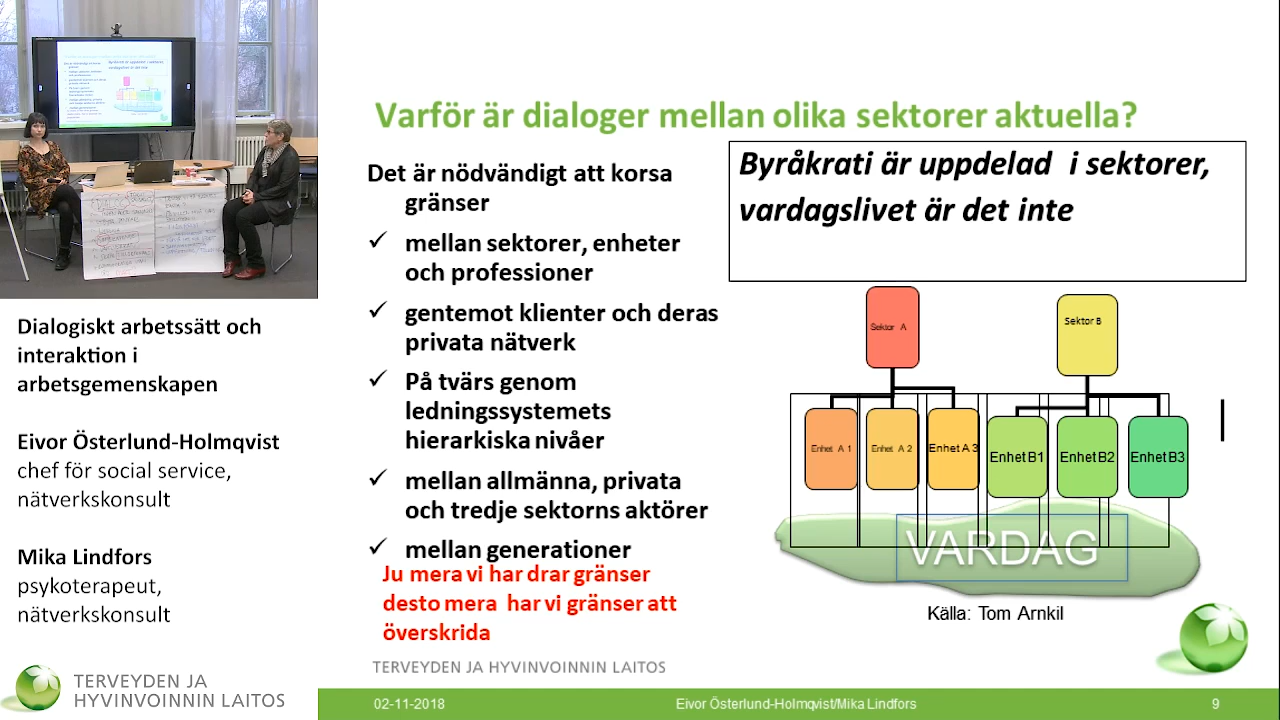 Varför är dialoger mellan olika sektorer aktuella?
Det är nödvändigt att korsa
gränser
✓ mellan sektorer, enheter
och professioner
✓ gentemot klienter och deras
privata nätverk
✓ På tvärs genom
ledningssystemets
hierarkiska nivåer
✓ mellan allmänna, privata
och tredje sektorns aktörer
✓ mellan generationer
Ju mera vi har drar gränser
desto mera har vi gränser att
överskrida
Byråkrati är uppdelad i sektorer,
vardagslivet är det inte
Sektor A
Sektor B
Enhet A 1
Enhet A 2
Enhet A 3
Enhet B1
Enhet B2
Enhet B3
VARDAG
Källa: Tom Arnkil
TERVEYDEN JA HYVINVOINNIN LAITOS
02-11-2018
Eivor Österlund-Holmqvist/Mika Lindfors
9
Dialogiskt arbetssätt och
interaktion i
arbetsgemenskapen
Eivor Österlund-Holmqvist
chef för social service,
nätverkskonsult
Mika Lindfors
psykoterapeut,
nätverkskonsult
TERVEYDEN JA
HYVINVOINNIN LAITOS